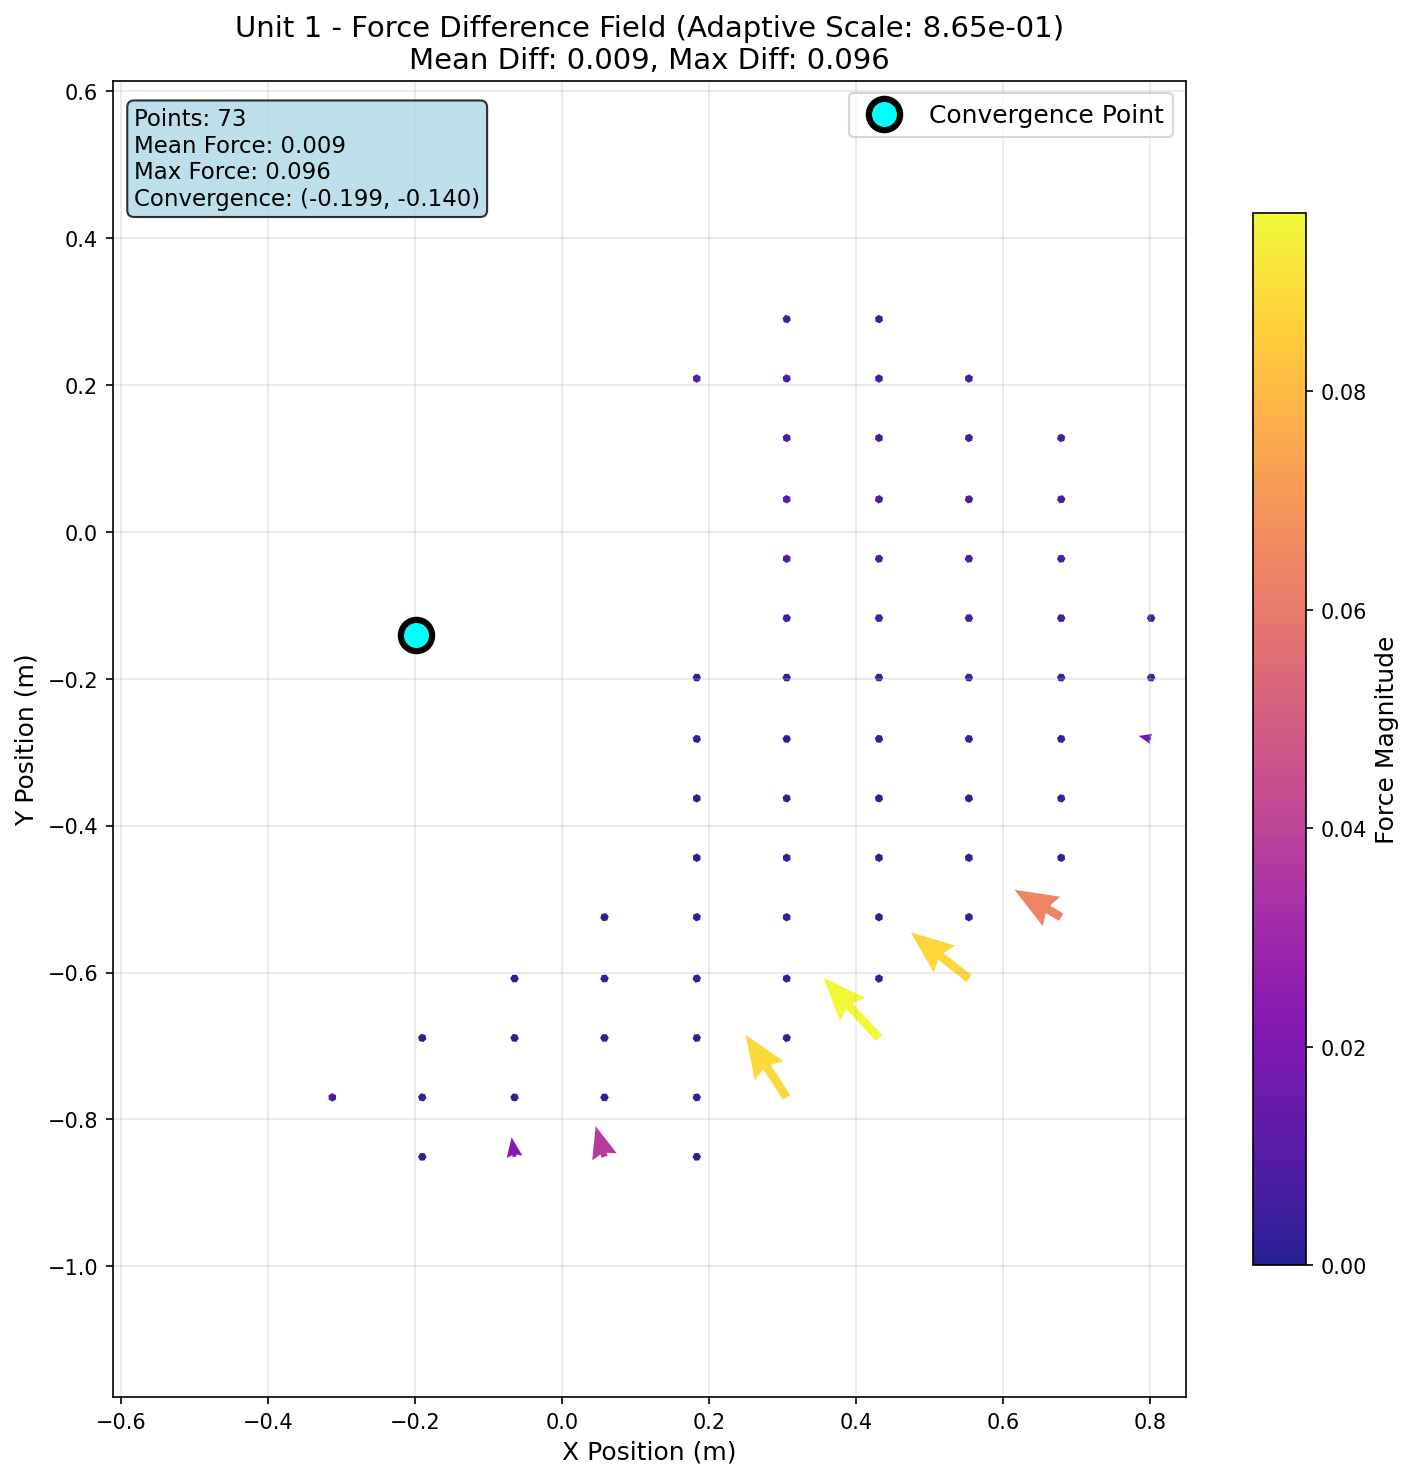 Unit 1 - Force Difference Field (Adaptive Scale: 8.65e-01)
Mean Diff: 0.009, Max Diff: 0.096
Points: 73
Mean Force: 0.009
Max Force: 0.096
Convergence: (-0.199, -0.140)
Convergence Point
0.6
0.4
0.2
0.0
−0.2
−0.4
−0.6
−0.8
−1.0
Y Position (m)
−0.6
−0.4
−0.2
0.0
0.2
0.4
0.6
0.8
X Position (m)
0.08
0.06
0.04
0.02
0.00
Force Magnitude